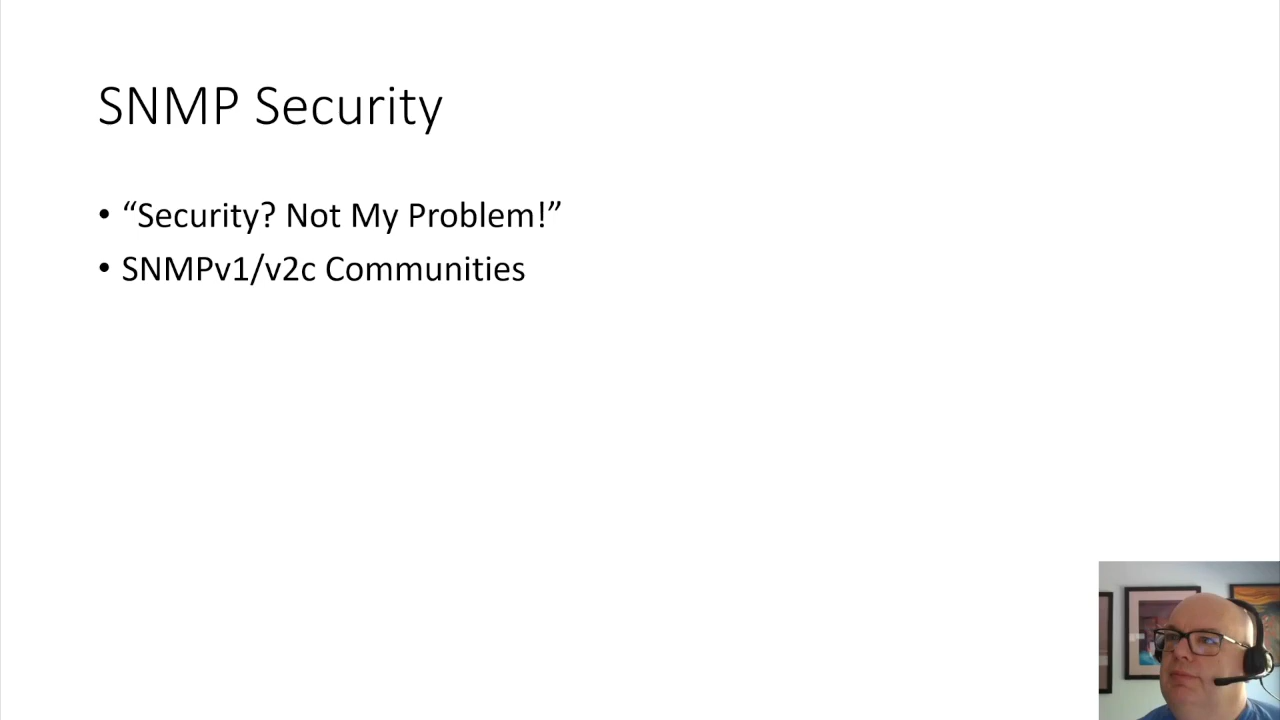 SNMP Security
• “Security? Not My Problem!”
• SNMPv1/v2c Communities